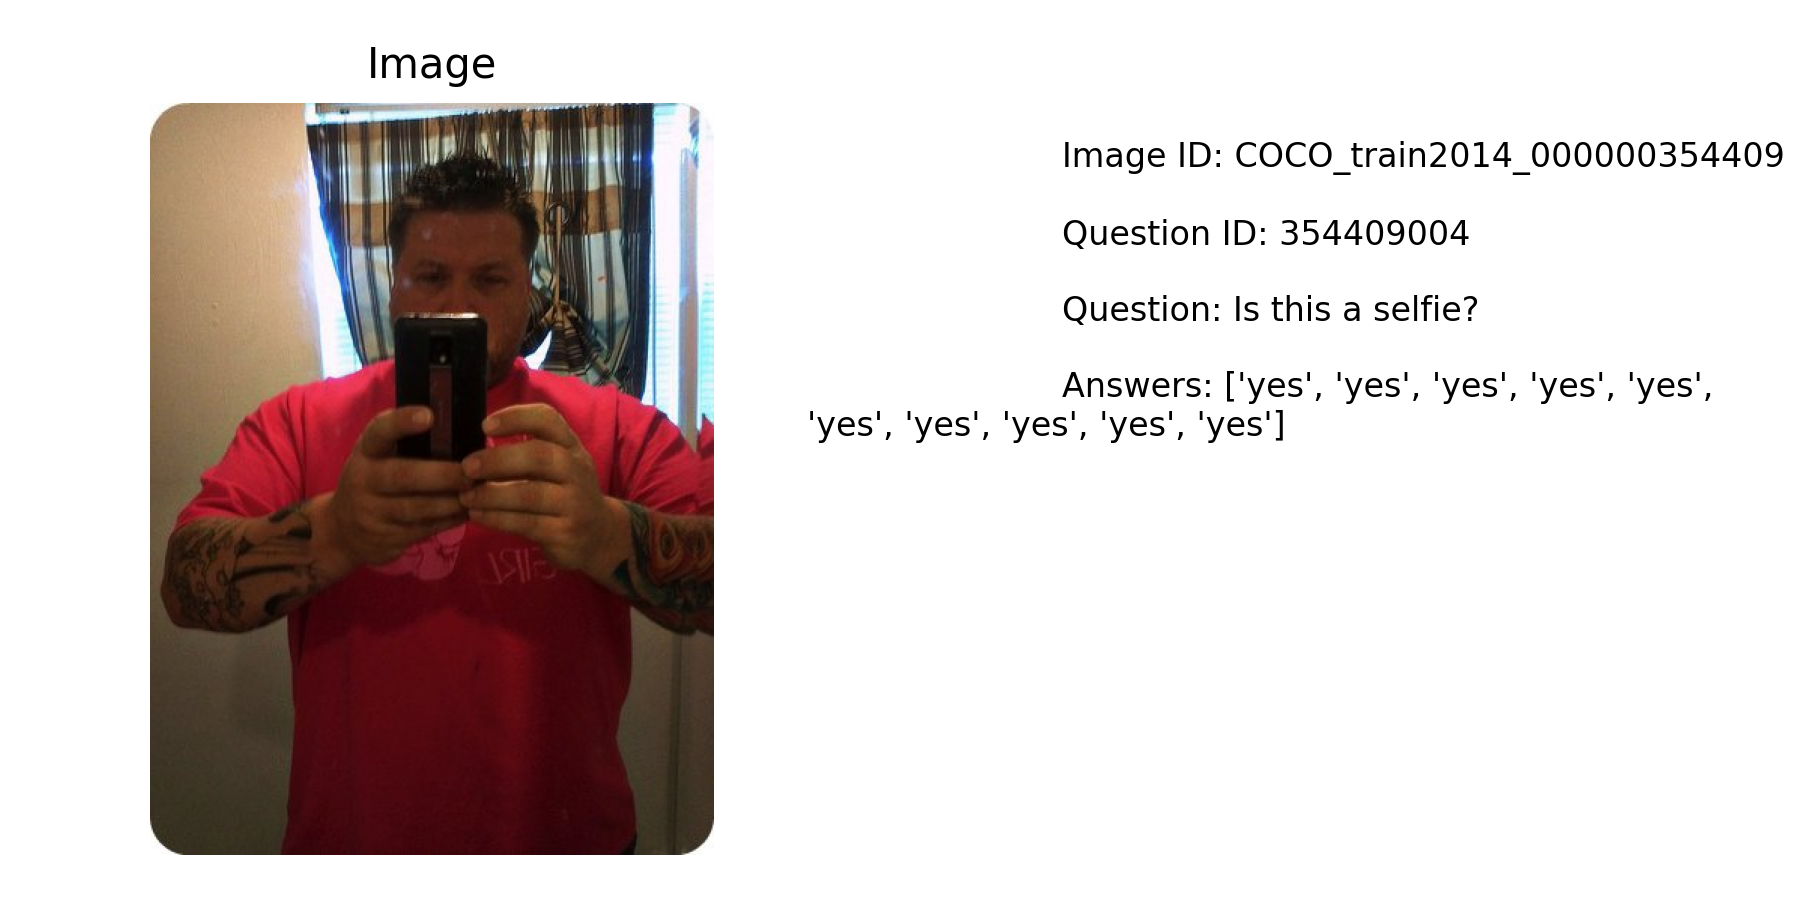 Image
Image ID: COCO_train2014_000000354409
Question ID: 354409004
Question: Is this a selfie?
Answers: ['yes', 'yes', 'yes', 'yes', 'yes',
'yes', 'yes', 'yes', 'yes', 'yes']
GIRL